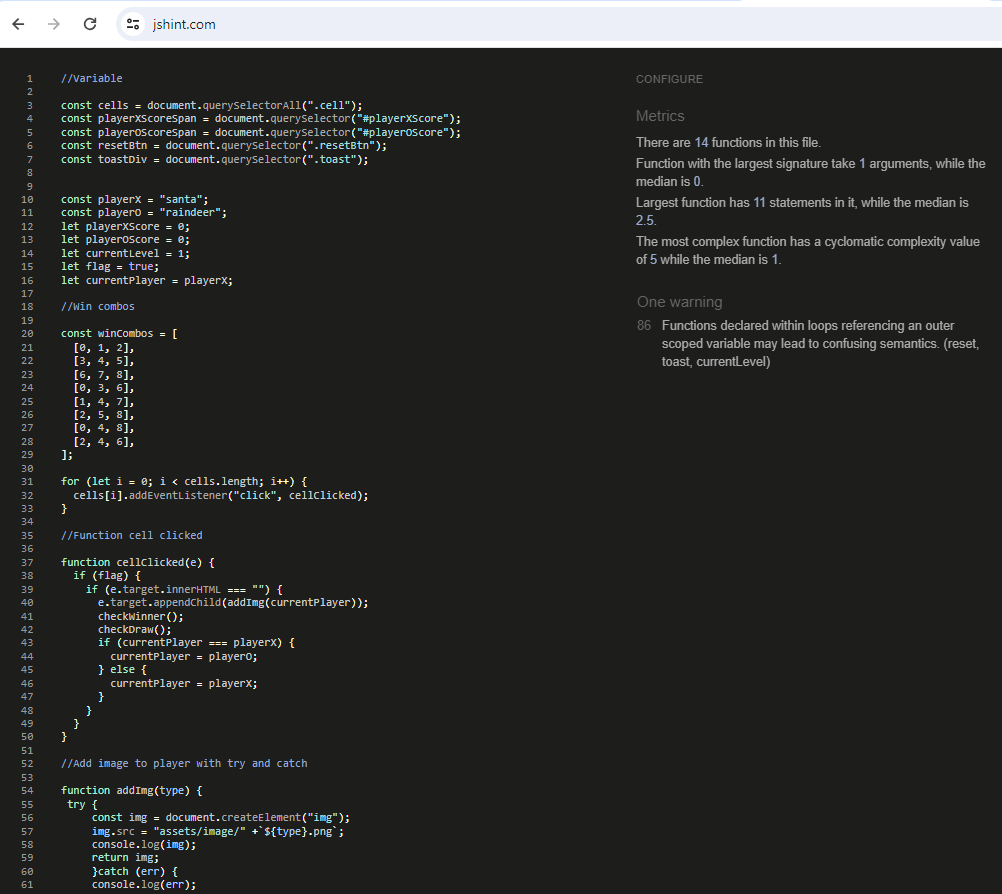 jshint.com
1 //Variable
2
3 const cells = document.querySelectorAll(".cell");
4 const playerXScoreSpan = document.querySelector("#playerXScore");
5 const playerOScoreSpan = document.querySelector("#playerOScore");
6 const resetBtn = document.querySelector(".resetBtn");
7 const toastDiv = document.querySelector(".toast");
8
9
10 const playerX = "santa";
11 const playerO = "raindeer";
12 let playerXScore = 0;
13 let playerOScore = 0;
14 let currentLevel = 1;
15 let flag = true;
16 let currentPlayer = playerX;
17
18 //Win combos
19
20 const winCombos = [
21   [0, 1, 2],
22   [3, 4, 5],
23   [6, 7, 8],
24   [0, 3, 6],
25   [1, 4, 7],
26   [2, 5, 8],
27   [0, 4, 8],
28   [2, 4, 6],
29 ];
30
31 for (let i = 0; i < cells.length; i++) {
32   cells[i].addEventListener("click", cellClicked);
33 }
34
35 //Function cell clicked
36
37 function cellClicked(e) {
38   if (flag) {
39     if (e.target.innerHTML === "") {
40       e.target.appendChild(addImg(currentPlayer));
41       checkWinner();
42       checkDraw();
43       if (currentPlayer === playerX) {
44         currentPlayer = playerO;
45       } else {
46         currentPlayer = playerX;
47       }
48     }
49   }
50 }
51
52 //Add image to player with try and catch
53
54 function addImg(type) {
55  try {
56      const img = document.createElement("img");
57      img.src = "assets/image/" +`${type}.png`;
58      console.log(img);
59      return img;
60      }catch (err) {
61      console.log(err);
CONFIGURE
Metrics
There are 14 functions in this file.
Function with the largest signature take 1 arguments, while the
median is 0.
Largest function has 11 statements in it, while the median is
2.5.
The most complex function has a cyclomatic complexity value
of 5 while the median is 1.
One warning
86 Functions declared within loops referencing an outer
scoped variable may lead to confusing semantics. (reset,
toast, currentLevel)